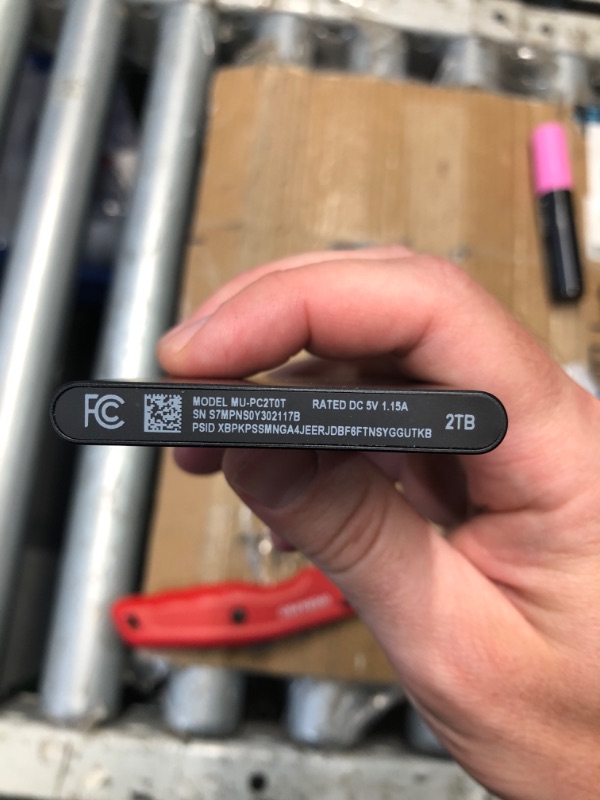 FC
MODEL MU-PC2T0T RATED DC 5V 1.15A
SN S7MPNS0Y302117B
PSID XBPKPSSMNGA4JEERJDBF6FTNSYGGUTKB
2TB